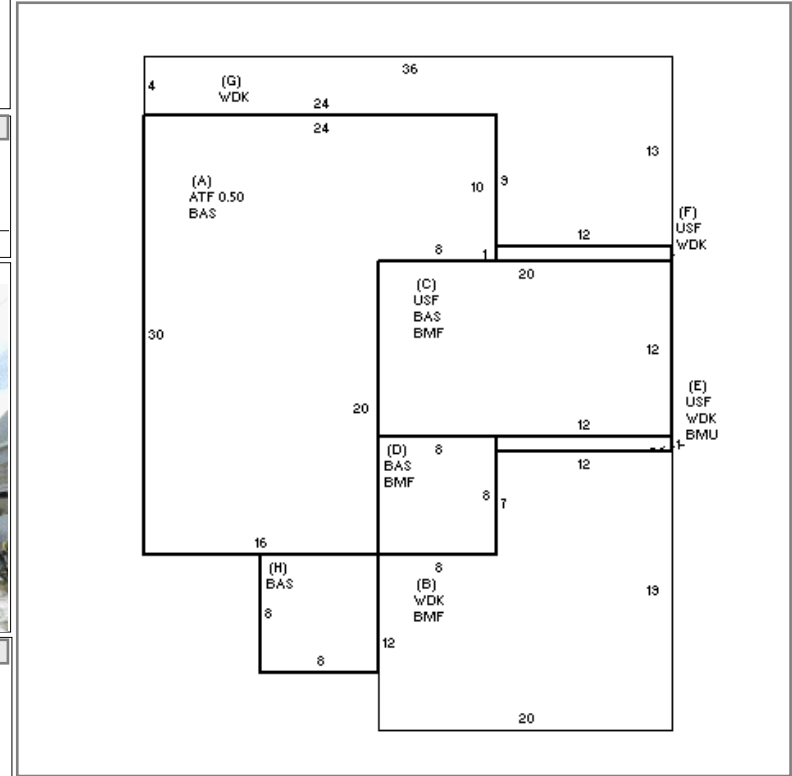 36
4
(G)
WDK
24
24
13
(A)
ATF 0.50
BAS
10
9
(F)
USF
WDK
12
8
1
20
(C)
USF
BAS
BMF
30
12
(E)
USF
WDK
BMU
20
12
1
(D)
BAS
BMF
8
12
8
7
16
(H)
BAS
8
(B)
WDK
BMF
19
8
12
8
20